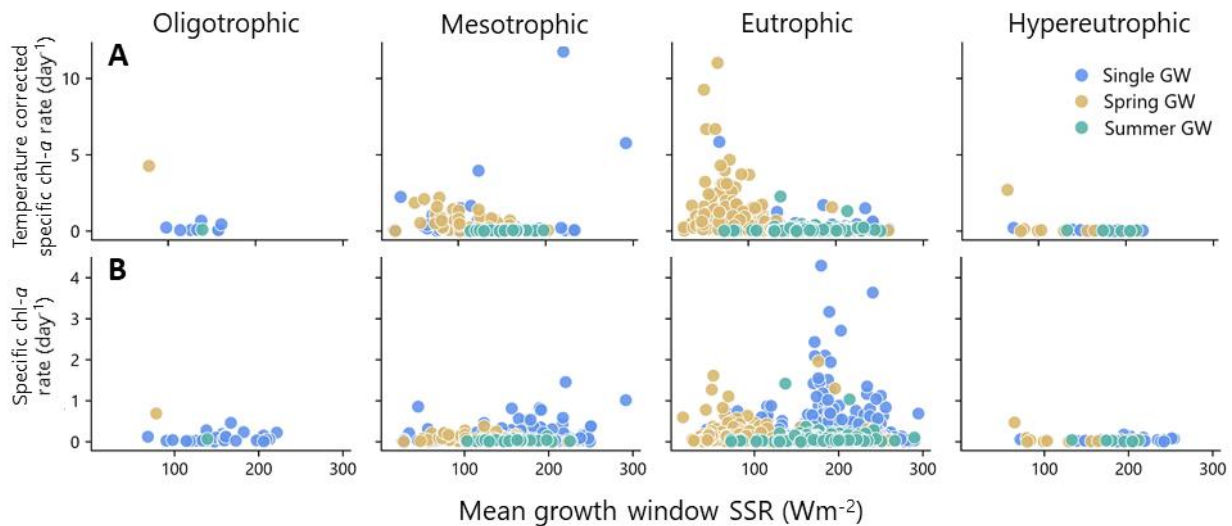 Oligotrophic Mesotrophic Eutrophic Hypereutrophic
A
Temperature corrected
specific chl-a rate (day-1)
10
5
0
Single GW
Spring GW
Summer GW
B
Specific chl-a
rate (day-1)
4
3
2
1
0
100 200 300 100 200 300 100 200 300 100 200 300
Mean growth window SSR (Wm-2)